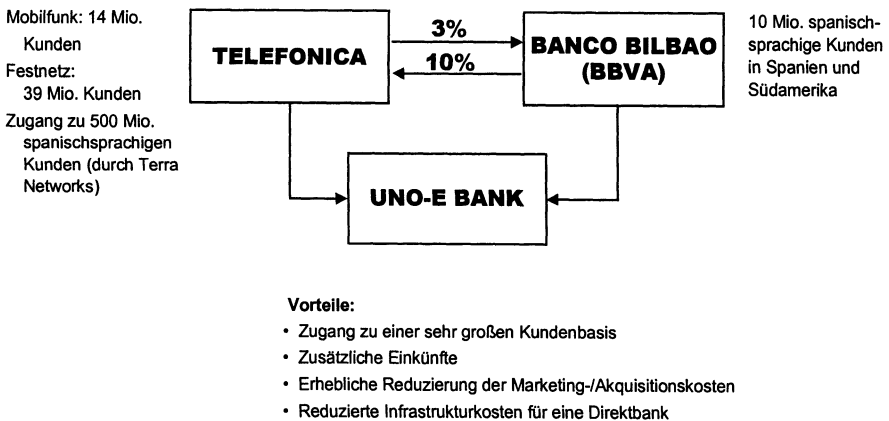 Mobilfunk: 14 Mio.
Kunden
Festnetz:
39 Mio. Kunden
Zugang zu 500 Mio.
spanischsprachigen
Kunden (durch Terra
Networks)
TELEFONICA
3%
10%
BANCO BILBAO
(BBVA)
10 Mio. spanisch-
sprachige Kunden
in Spanien und
Südamerika
UNO-E BANK
Vorteile:
• Zugang zu einer sehr großen Kundenbasis
• Zusätzliche Einkünfte
• Erhebliche Reduzierung der Marketing-/Akquisitionskosten
• Reduzierte Infrastrukturkosten für eine Direktbank